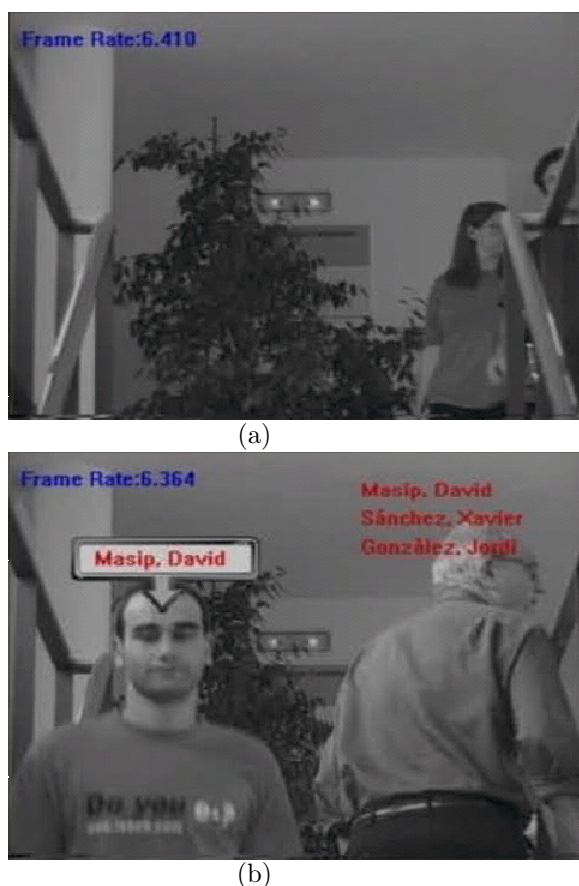 Frame Rate:6.410
(a)
Frame Rate:6.364
Masip, David
Sánchez, Xavier
González, Jordi
Masip, David
Do you
(b)